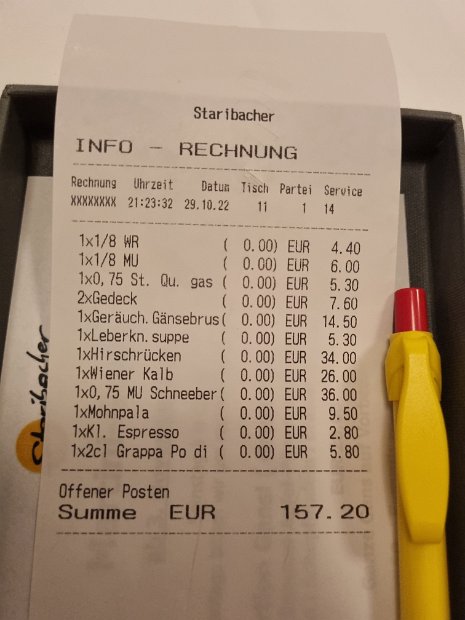 Staribacher
INFO - RECHNUNG
Rechnung Uhrzeit Datum Tisch Partei Service
XXXXXXXX 21:23:32 29.10.22 11 1 14
1x1/8 WR ( 0.00) EUR 4.40
1x1/8 MU ( 0.00) EUR 6.00
1x0,75 St. Qu. gas ( 0.00) EUR 5.30
2xGedeck ( 0.00) EUR 7.60
1xGeräuch.Gänsebrus( 0.00) EUR 14.50
1xLeberkn.suppe ( 0.00) EUR 5.30
1xHirschrücken ( 0.00) EUR 34.00
1xWiener Kalb ( 0.00) EUR 26.00
1x0,75 MU Schneeber( 0.00) EUR 36.00
1xMohnpala ( 0.00) EUR 9.50
1xKl. Espresso ( 0.00) EUR 2.80
1x2cl Grappa Po di ( 0.00) EUR 5.80
Offener Posten
Summe EUR 157.20
Staribacher